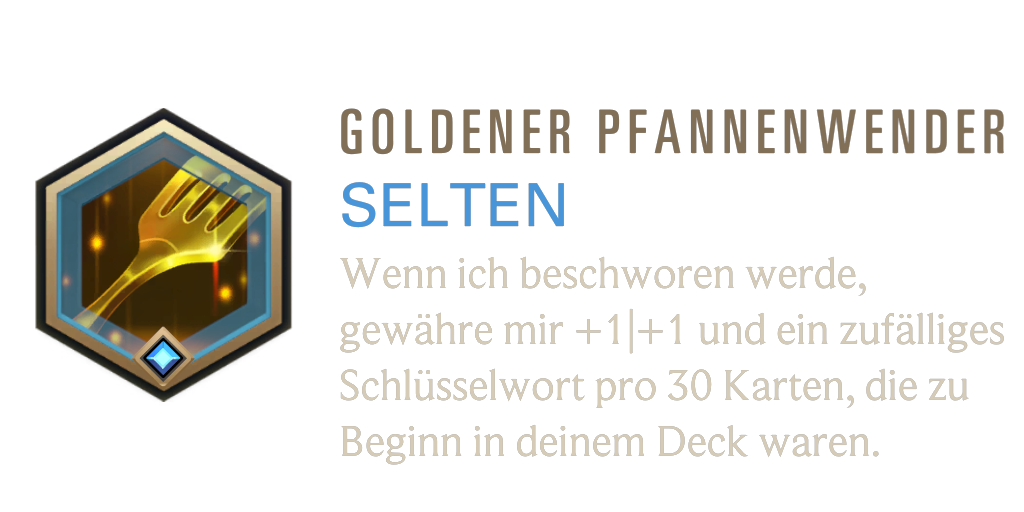 GOLDENER PFANNENWENDER
SELTEN
Wenn ich beschworen werde,
gewähre mir +1|+1 und ein zufälliges
Schlüsselwort pro 30 Karten, die zu
Beginn in deinem Deck waren.